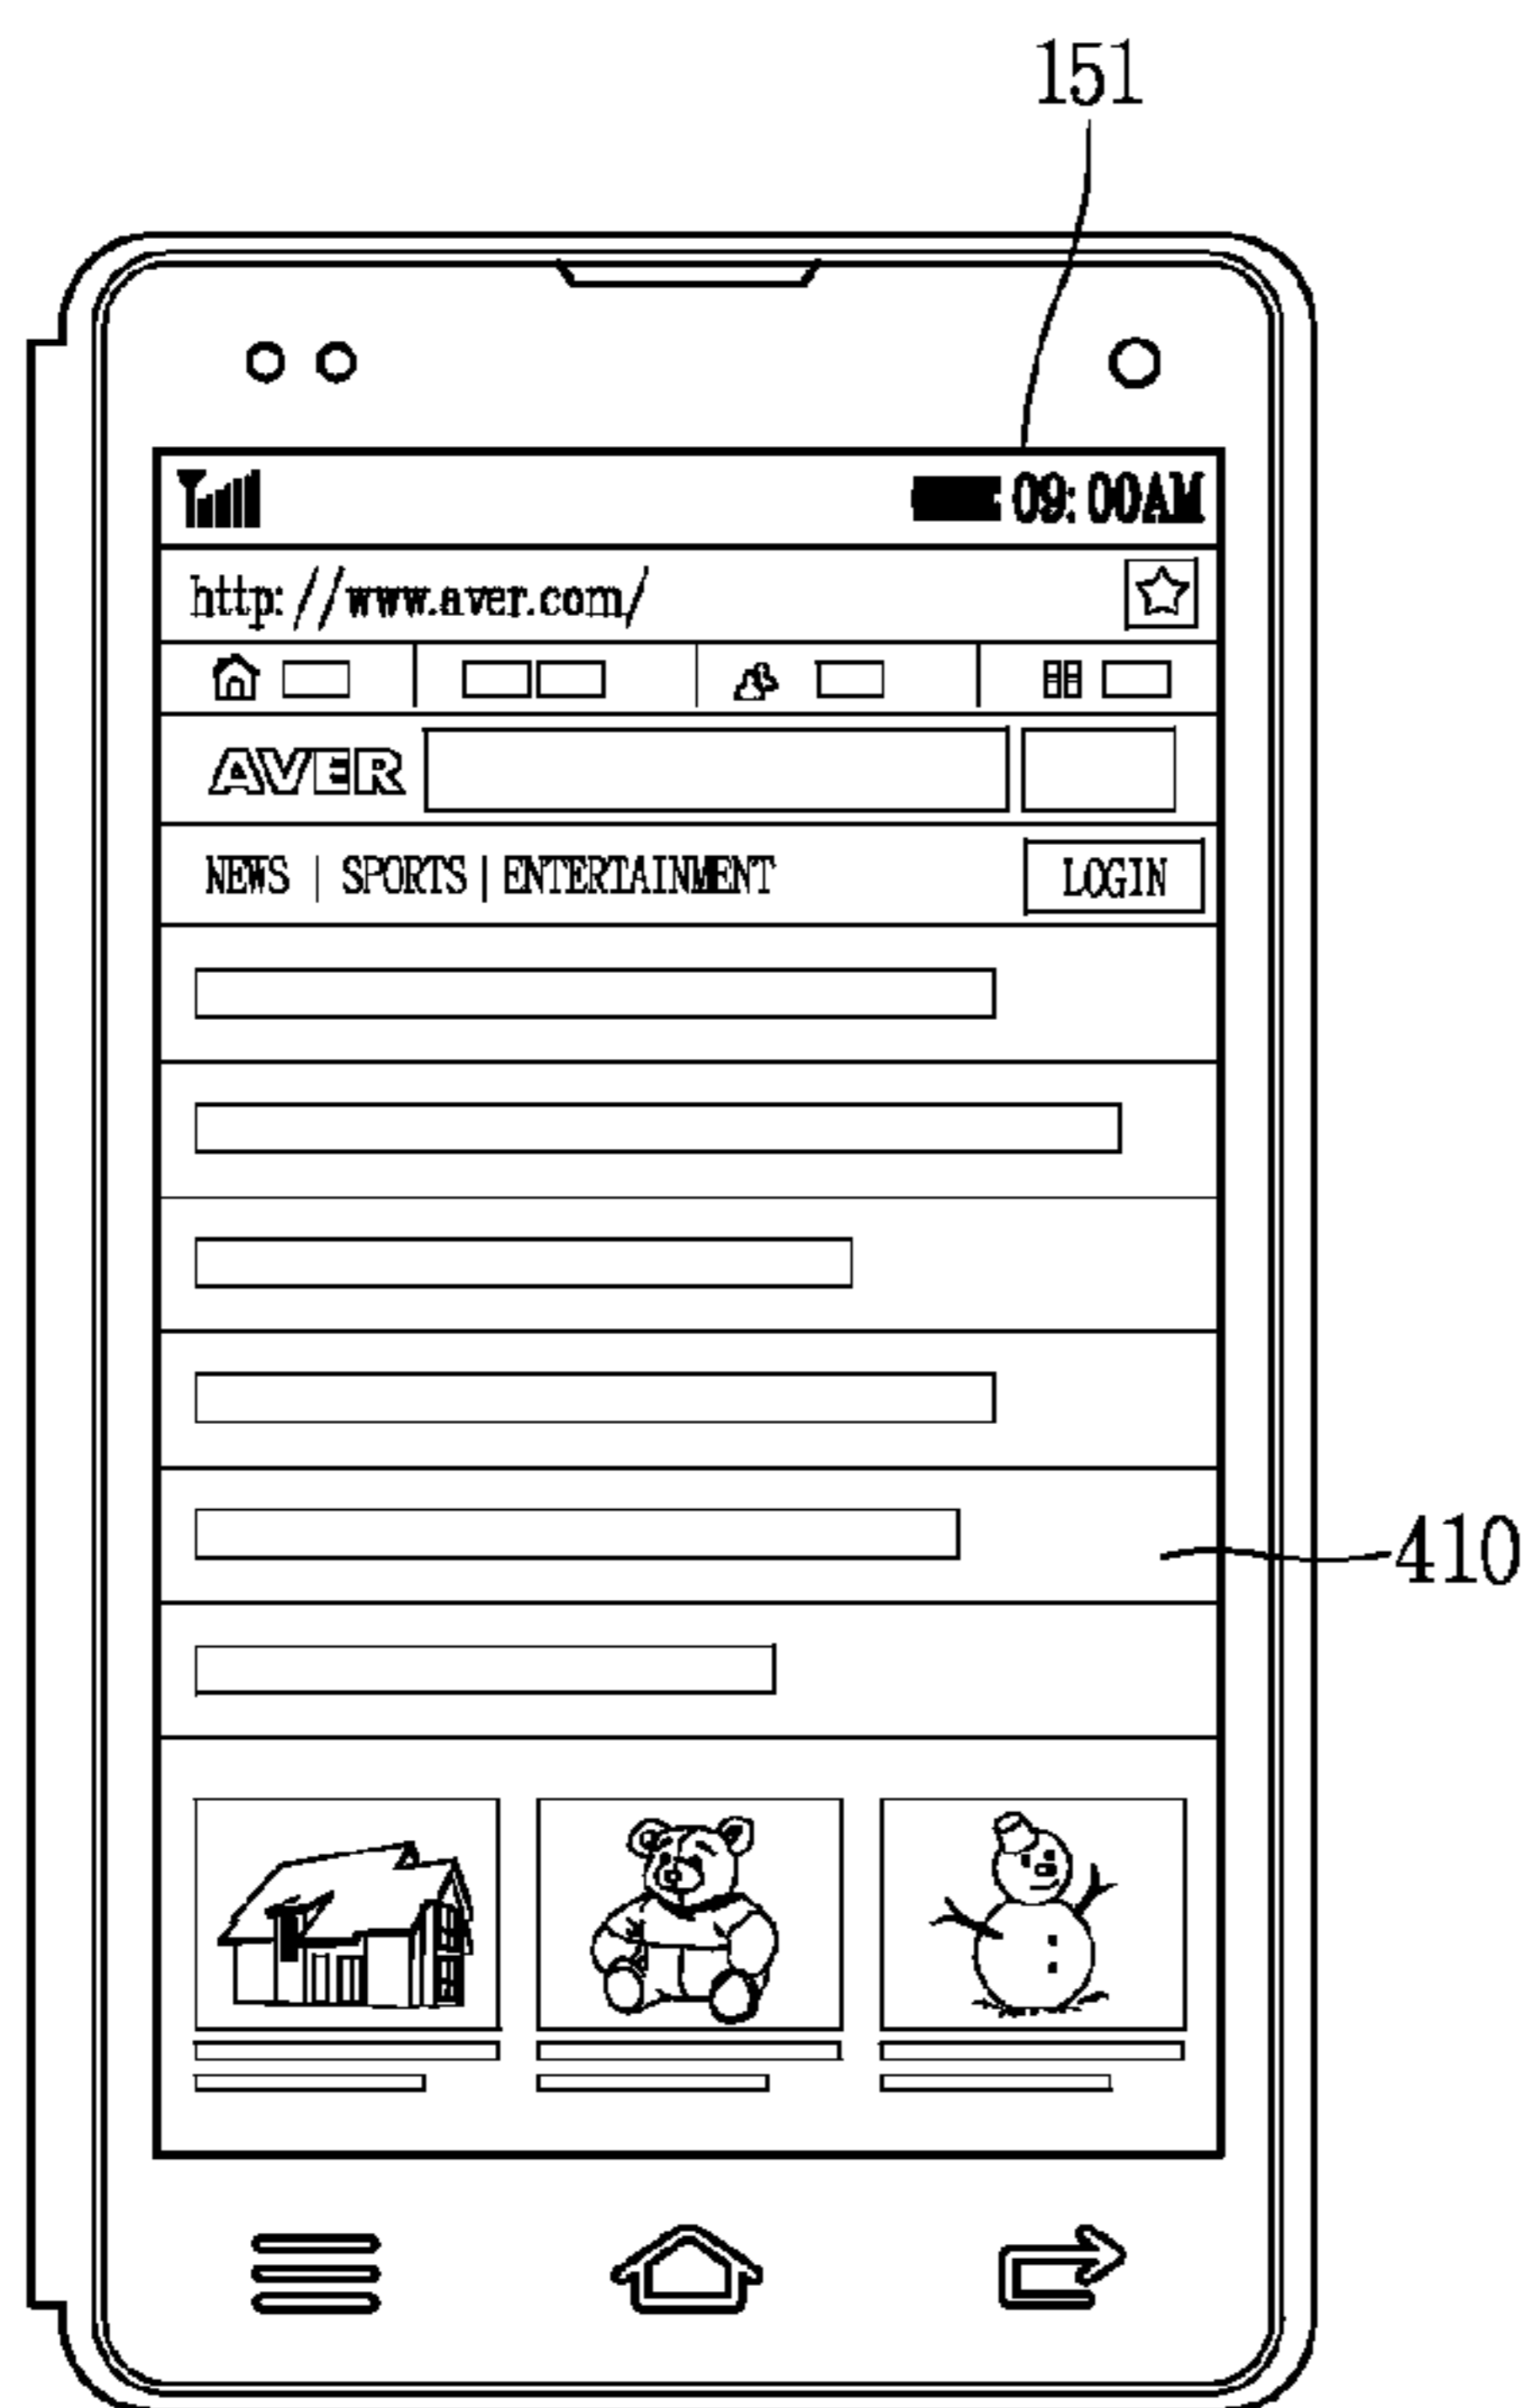 151
09:00AM
http://www.aver.com/
AVER
NEWS | SPORTS | ENTERTAINMENT LOGIN
410